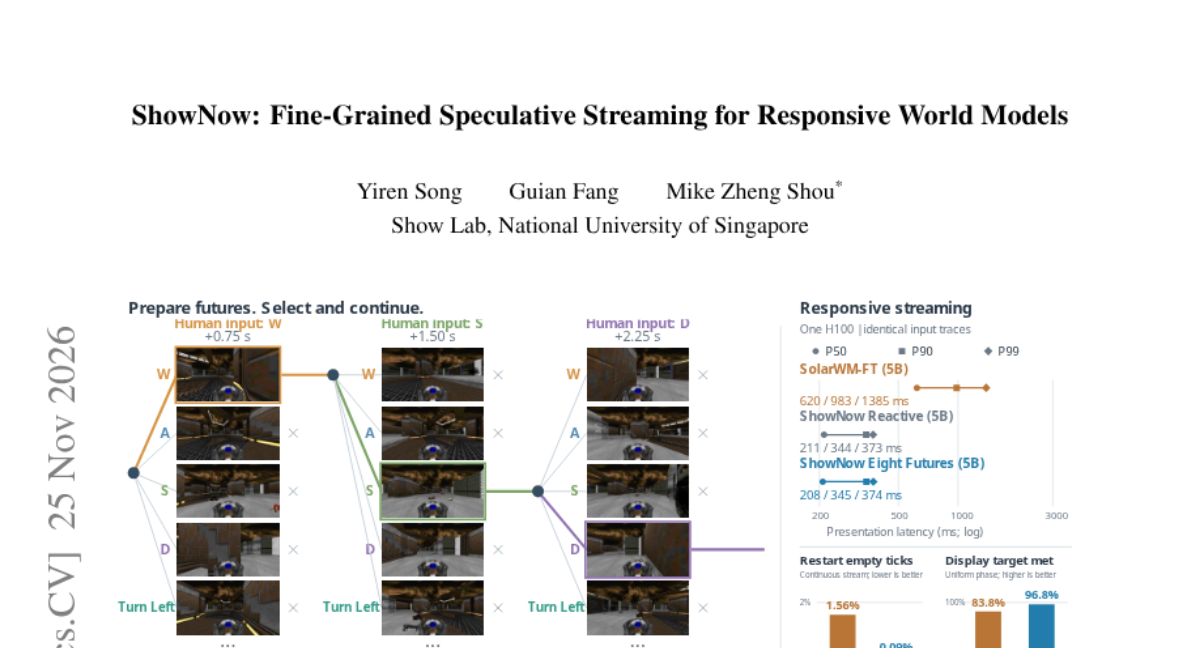 ShowNow: Fine-Grained Speculative Streaming for Responsive World Models
Yiren Song Guian Fang Mike Zheng Shou*
Show Lab, National University of Singapore
s.CV] 25 Nov 2026
Prepare futures. Select and continue.
Human input: W
+0.75 s
Human input: S
+1.50 s
Human input: D
+2.25 s
W
A
S
D
Turn Left
...
W
A
S
D
Turn Left
...
W
A
S
D
Turn Left
...
Responsive streaming
One H100 | identical input traces
P50 P90 P99
SolarWM-FT (5B)
620 / 983 / 1385 ms
ShowNow Reactive (5B)
211 / 344 / 373 ms
ShowNow Eight Futures (5B)
208 / 345 / 374 ms
200 500 1000 3000
Presentation latency (ms; log)
Restart empty ticks
Continuous stream; lower is better
2%
1.56%
0.09%
Display target met
Uniform phase; higher is better
100%
83.8%
96.8%